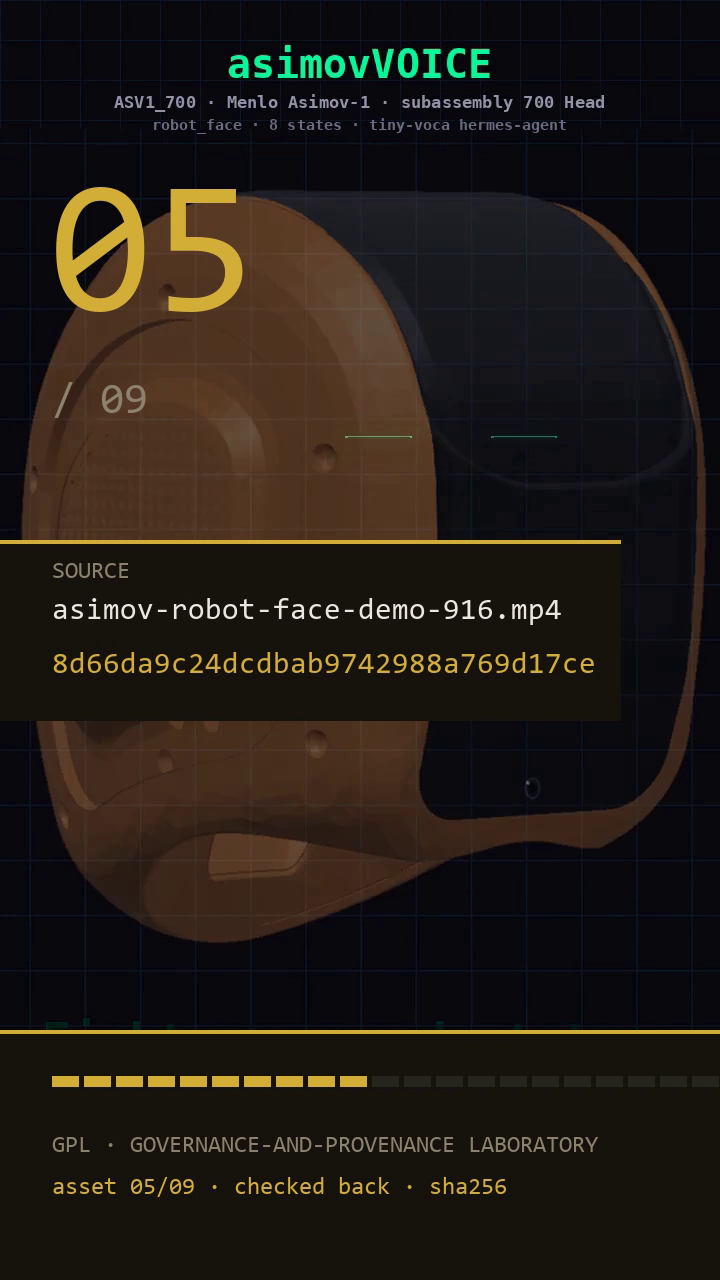 asimovVOICE
ASV1_700 · Menlo Asimov-1 · subassembly 700 Head
robot_face · 8 states · tiny-voca hermes-agent
05
/ 09
SOURCE
asimov-robot-face-demo-916.mp4
8d66da9c24dcdbab9742988a769d17ce
GPL · GOVERNANCE-AND-PROVENANCE LABORATORY
asset 05/09 · checked back · sha256